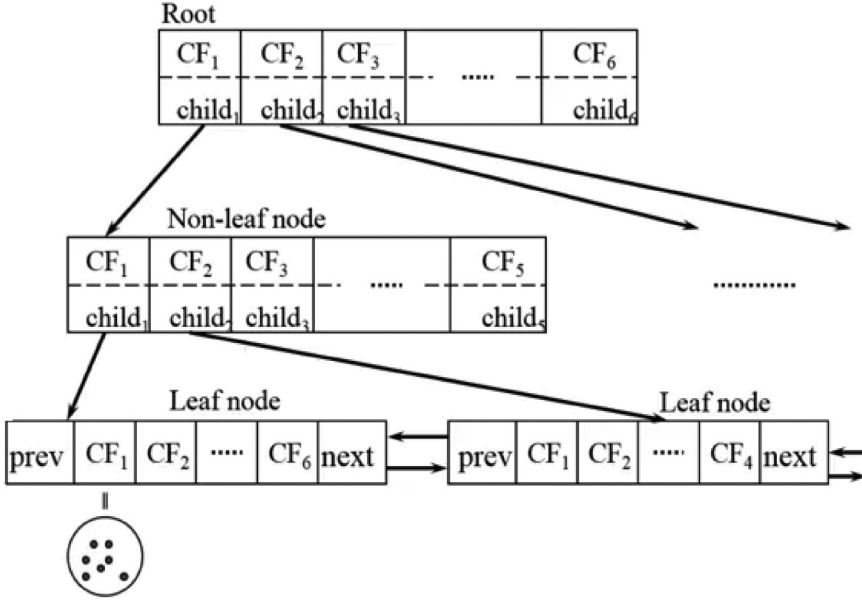 Root
CF₁ CF₂ CF₃ ..... CF₆
child₁ child₂ child₃ child₆
Non-leaf node
CF₁ CF₂ CF₃ ..... CF₅
child₁ child₂ child₃ child₅
............
Leaf node Leaf node
prev CF₁ CF₂ ..... CF₆ next prev CF₁ CF₂ ..... CF₄ next